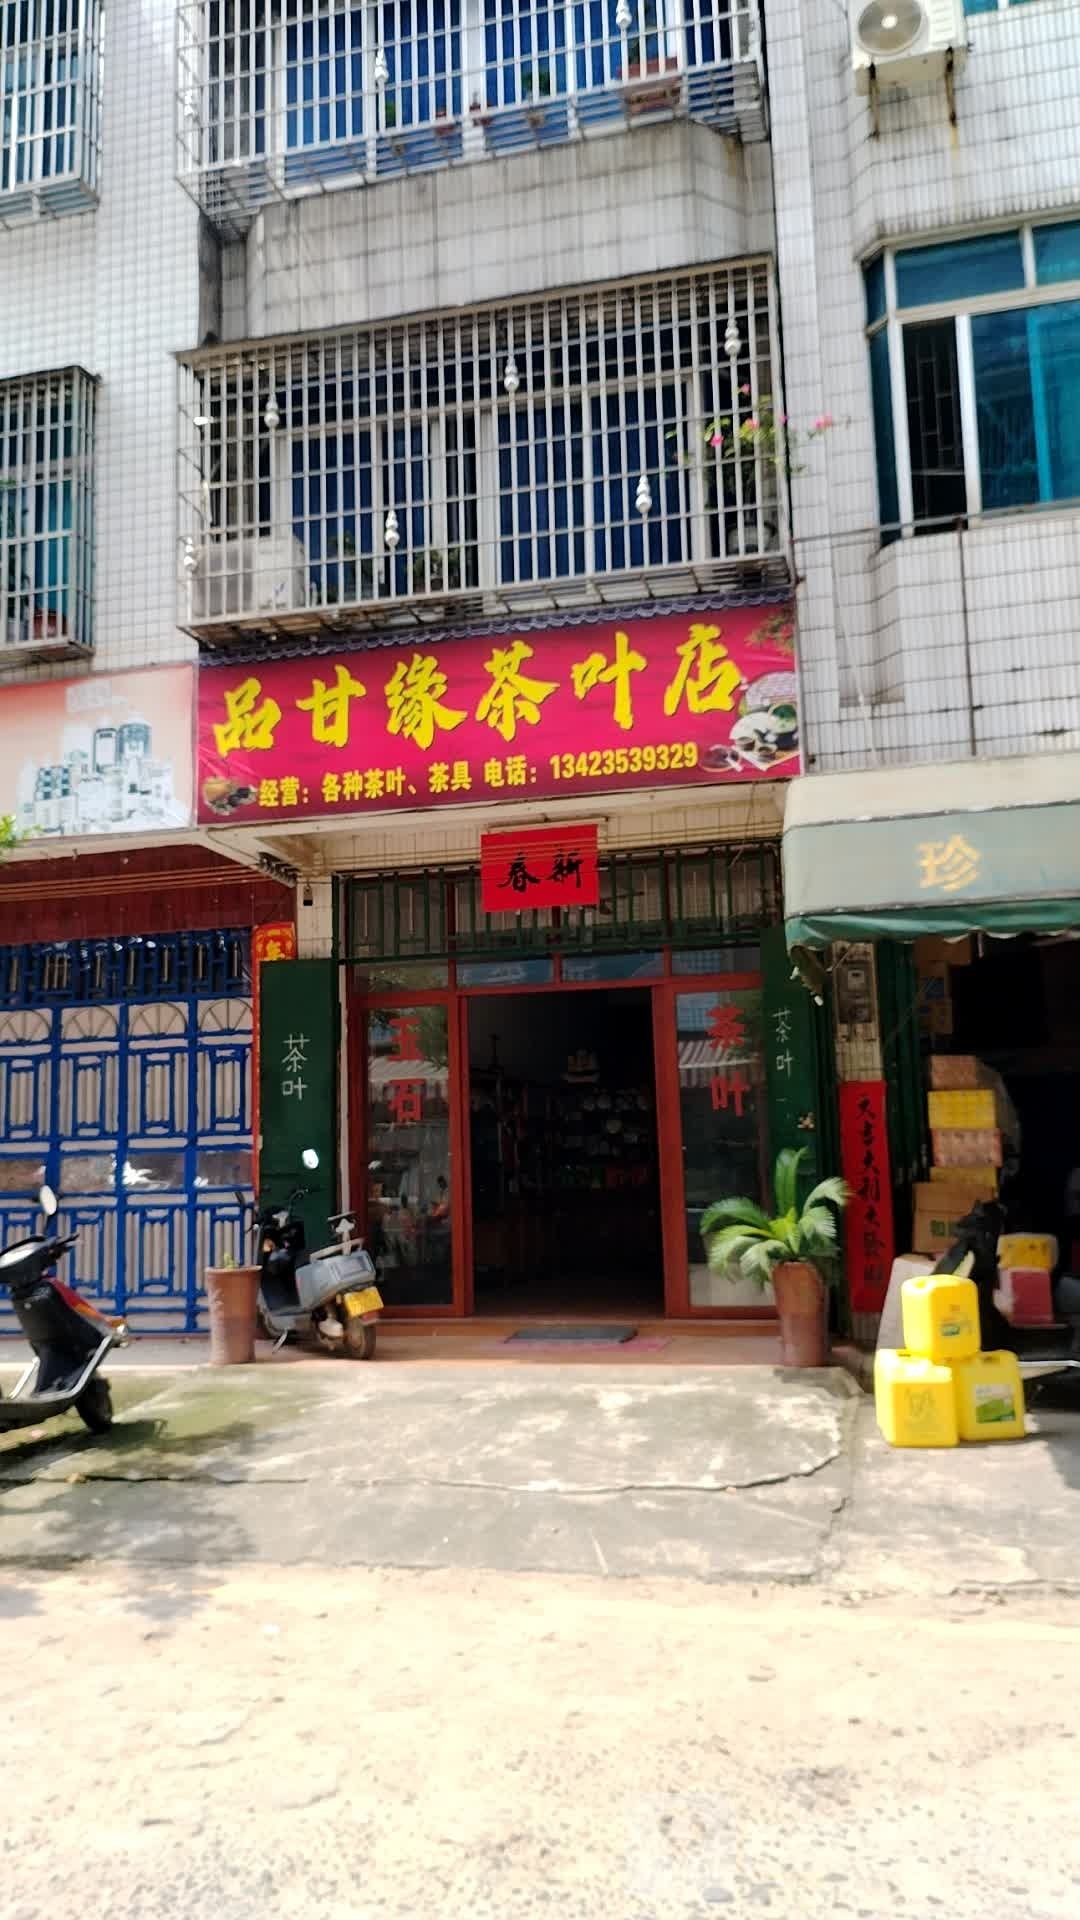 品甘缘茶叶店
经营：各种茶叶、茶具 电话：13423539329
春新
珍
茶叶
玉石
茶叶
茶叶